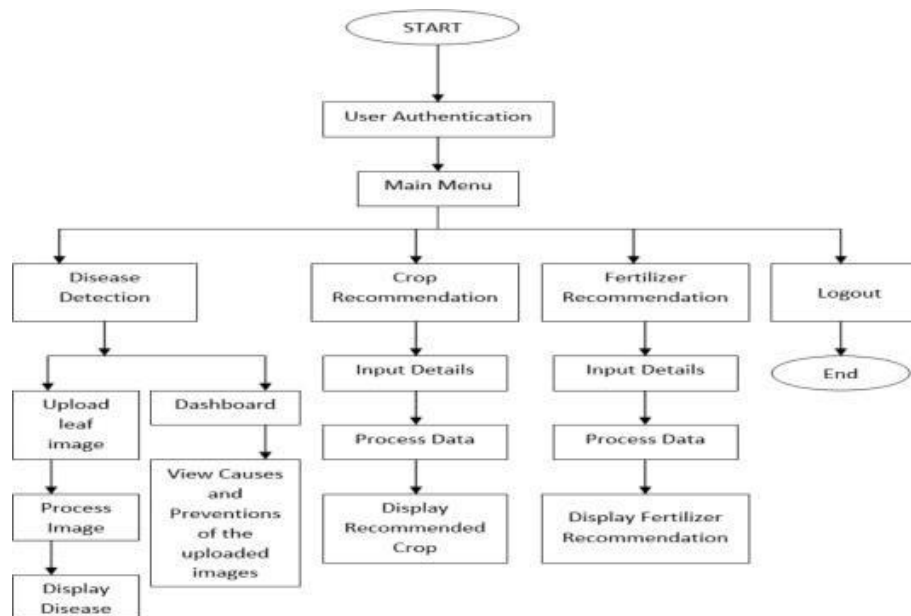 START
User Authentication
Main Menu
Disease
Detection
Crop
Recommendation
Fertilizer
Recommendation
Logout
End
Upload
leaf
image
Dashboard
Input Details
Input Details
Process Data
Process Data
View Causes
and
Preventions
of the
uploaded
images
Process
Image
Display
Recommended
Crop
Display Fertilizer
Recommendation
Display
Disease